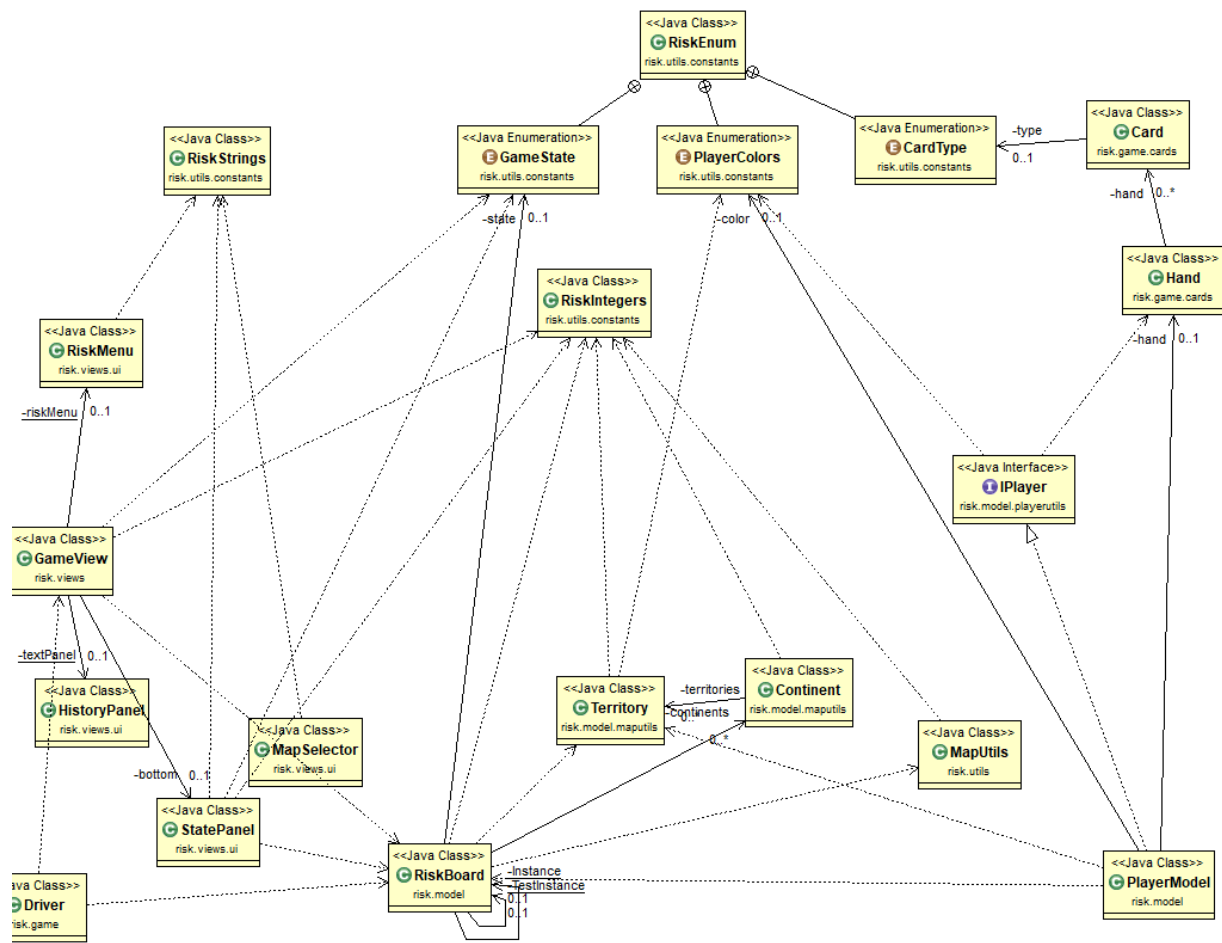 <<Java Class>>
RiskEnum
risk.utils.constants
<<Java Class>>
RiskStrings
risk.utils.constants
<<Java Enumeration>>
GameState
risk.utils.constants
<<Java Enumeration>>
PlayerColors
risk.utils.constants
<<Java Enumeration>>
CardType
risk.utils.constants
-type
0..1
<<Java Class>>
Card
risk.game.cards
-hand
0..*
-state
0..1
-color
0..1
<<Java Class>>
Hand
risk.game.cards
<<Java Class>>
RiskIntegers
risk.utils.constants
<<Java Class>>
RiskMenu
risk.views.ui
-hand
0..1
-riskMenu
0..1
<<Java Interface>>
IPlayer
risk.model.playerutils
<<Java Class>>
GameView
risk.views
-textPanel
0..1
<<Java Class>>
HistoryPanel
risk.views.ui
<<Java Class>>
MapSelector
risk.views.ui
<<Java Class>>
Territory
risk.model.maputils
-territories
0..*
-continents
0..*
<<Java Class>>
Continent
risk.model.maputils
<<Java Class>>
MapUtils
risk.utils
-bottom
0..1
<<Java Class>>
StatePanel
risk.views.ui
<<Java Class>>
RiskBoard
risk.model
-Instance
-TestInstance
0..1
0..1
<<Java Class>>
PlayerModel
risk.model
<<Java Class>>
Driver
risk.game